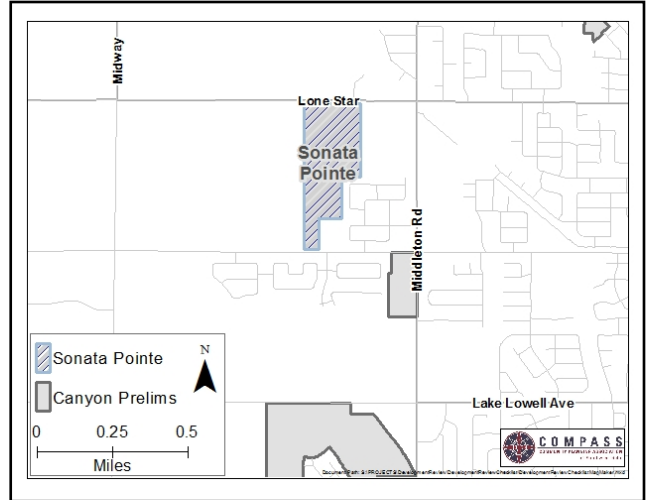 Midway
Lone Star
Sonata
Pointe
Middleton Rd
Sonata Pointe
N
Canyon Prelims
0 0.25 0.5
Miles
Lake Lowell Ave
COMPASS